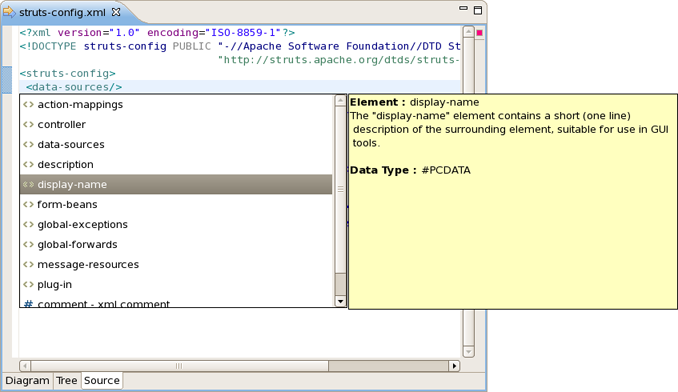 struts-config.xml
<?xml version="1.0" encoding="ISO-8859-1"?>
<!DOCTYPE struts-config PUBLIC "-//Apache Software Foundation//DTD St
"http://struts.apache.org/dtds/struts-
<struts-config>
<data-sources/>
action-mappings
controller
data-sources
description
display-name
form-beans
global-exceptions
global-forwards
message-resources
plug-in
# comment - xml comment
Element : display-name
The "display-name" element contains a short (one line)
description of the surrounding element, suitable for use in GUI
tools.
Data Type : #PCDATA
Diagram Tree Source